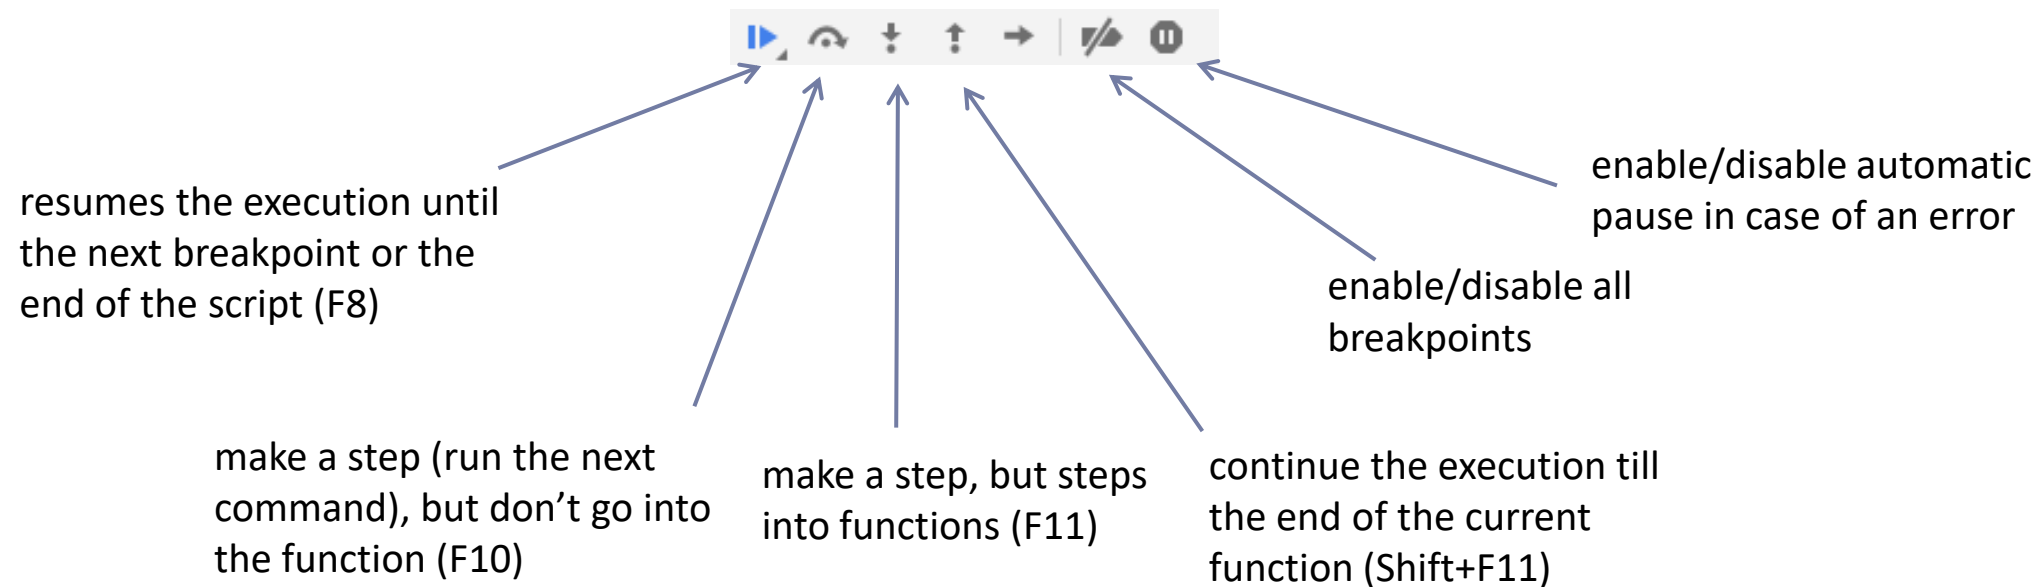 resumes the execution until
the next breakpoint or the
end of the script (F8)
make a step (run the next
command), but don’t go into
the function (F10)
make a step, but steps
into functions (F11)
continue the execution till
the end of the current
function (Shift+F11)
enable/disable all
breakpoints
enable/disable automatic
pause in case of an error